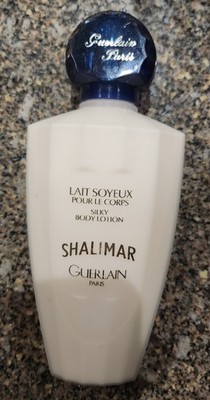 Guerlain
Paris
LAIT SOYEUX
POUR LE CORPS
SILKY
BODY LOTION
SHALIMAR
GUERLAIN
PARIS